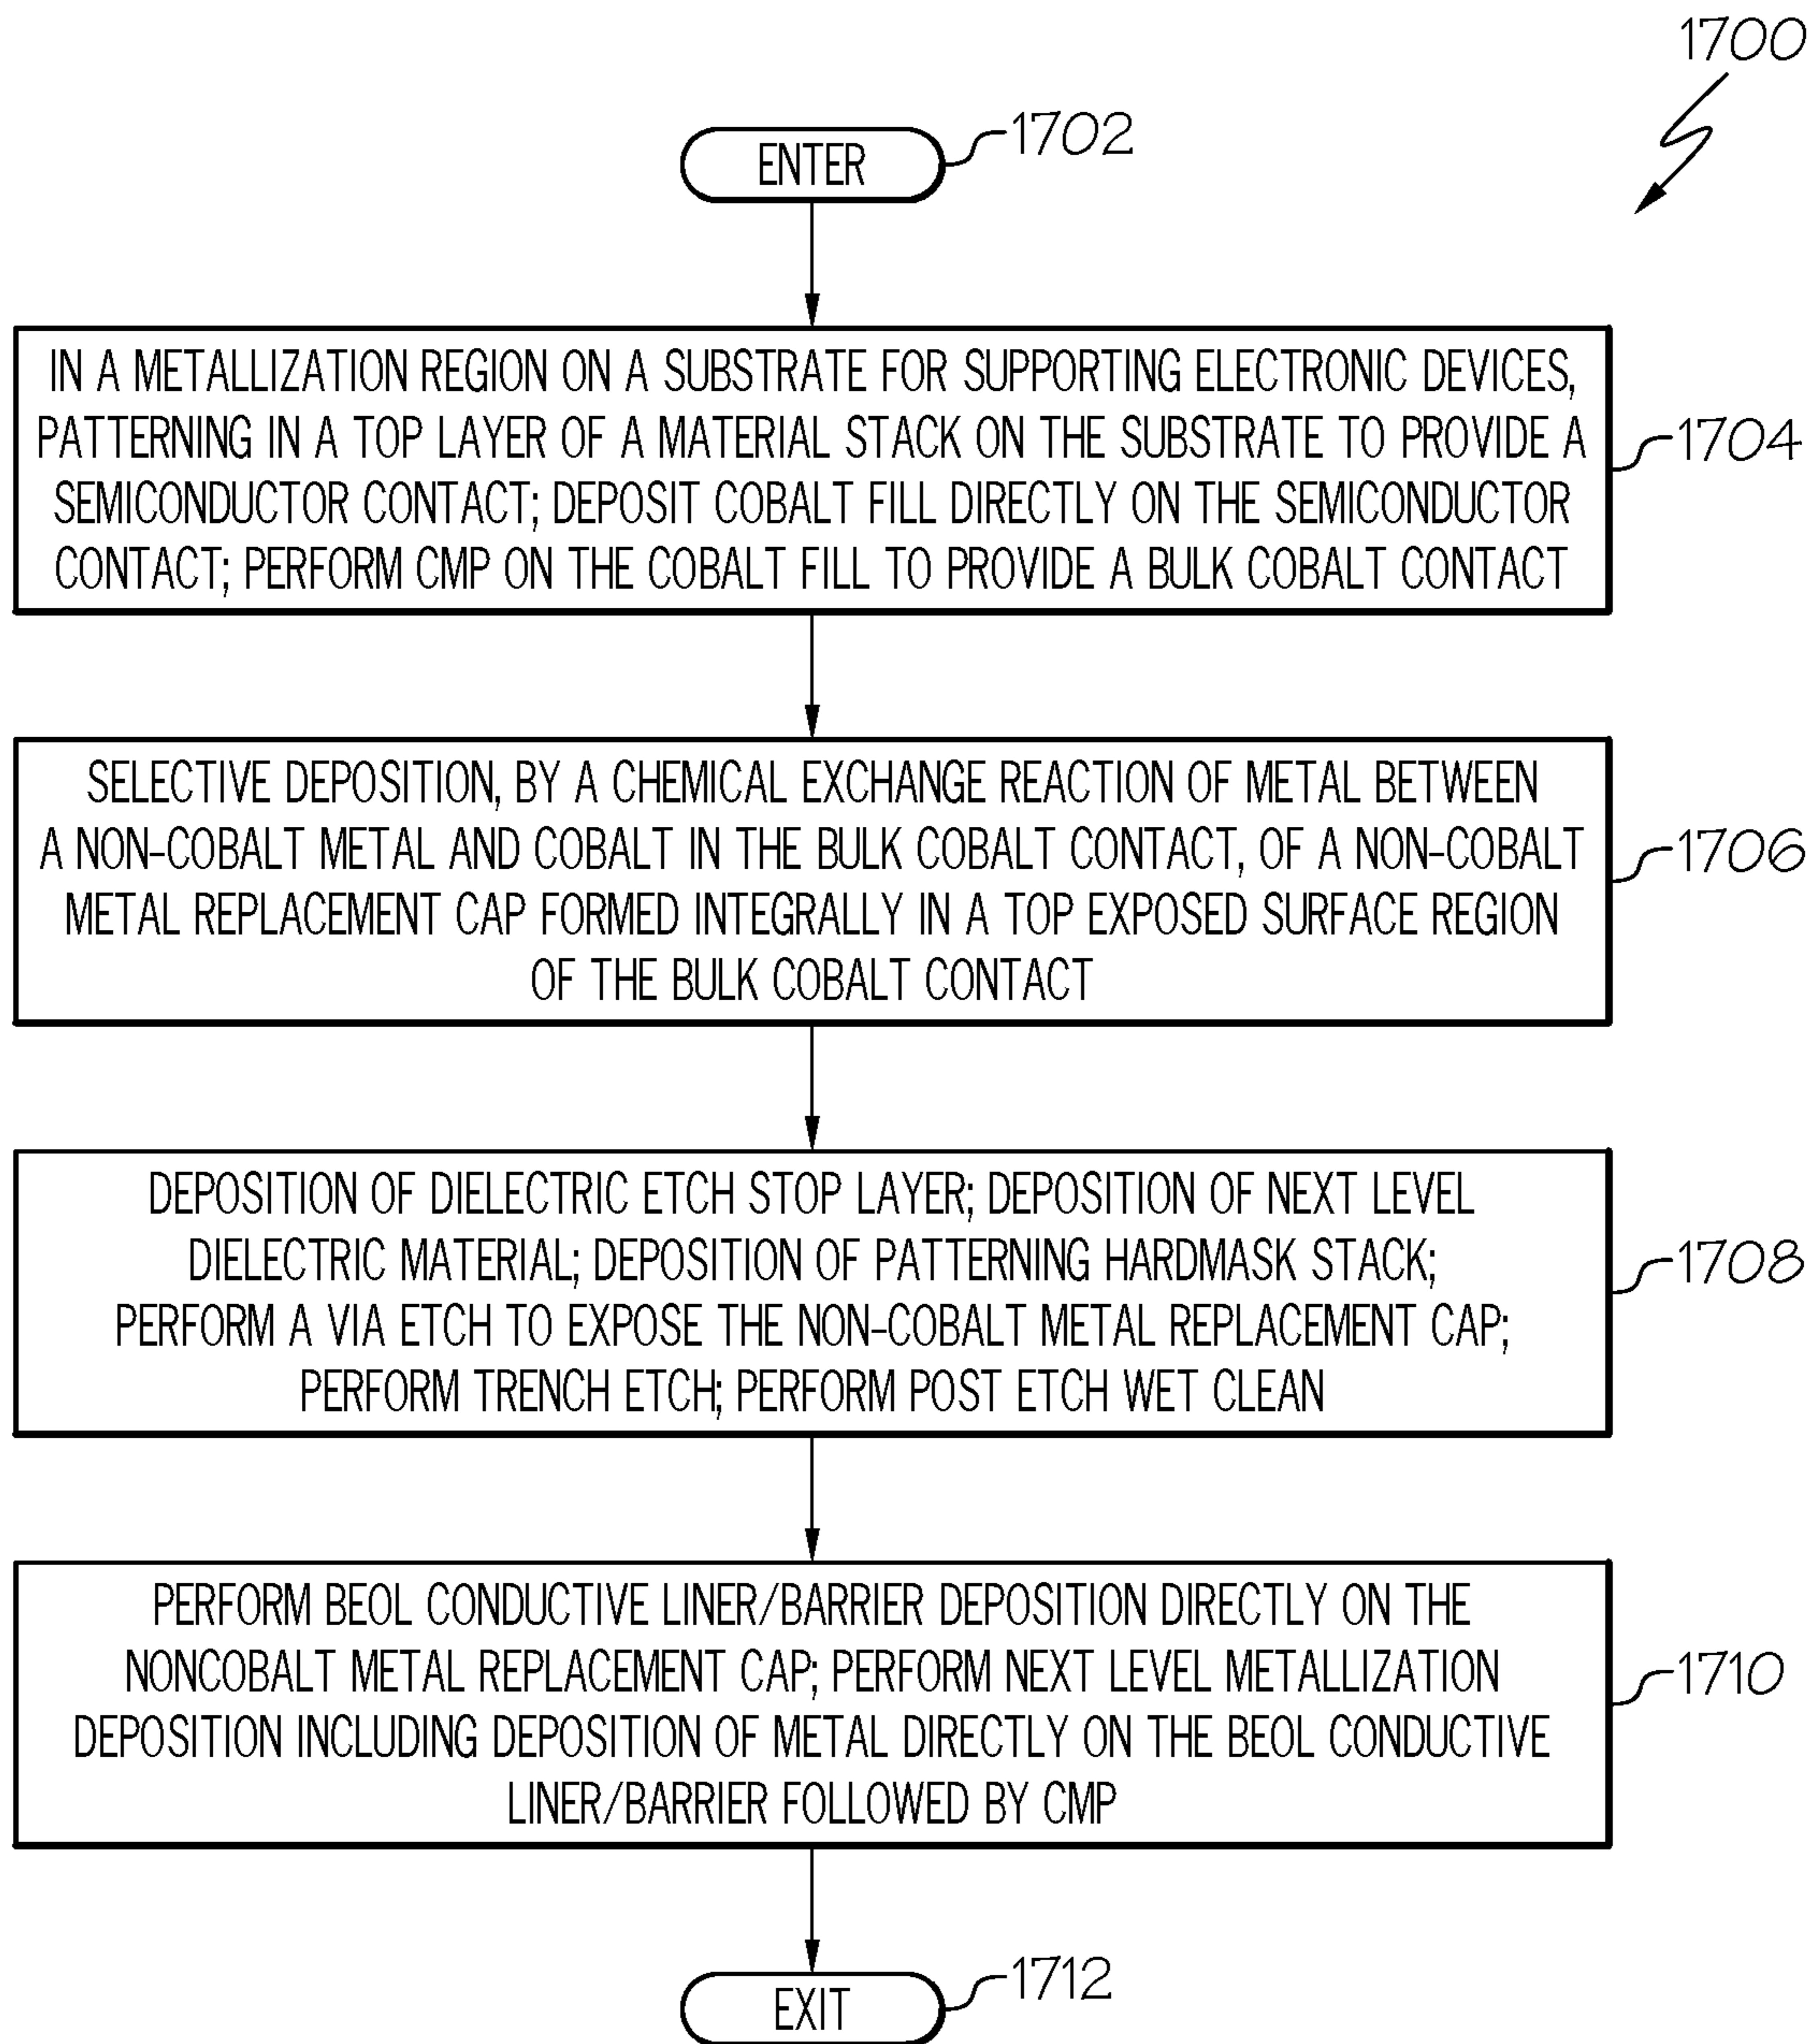 1700
ENTER
1702
IN A METALLIZATION REGION ON A SUBSTRATE FOR SUPPORTING ELECTRONIC DEVICES,
PATTERNING IN A TOP LAYER OF A MATERIAL STACK ON THE SUBSTRATE TO PROVIDE A
SEMICONDUCTOR CONTACT; DEPOSIT COBALT FILL DIRECTLY ON THE SEMICONDUCTOR
CONTACT; PERFORM CMP ON THE COBALT FILL TO PROVIDE A BULK COBALT CONTACT
1704
SELECTIVE DEPOSITION, BY A CHEMICAL EXCHANGE REACTION OF METAL BETWEEN
A NON-COBALT METAL AND COBALT IN THE BULK COBALT CONTACT, OF A NON-COBALT
METAL REPLACEMENT CAP FORMED INTEGRALLY IN A TOP EXPOSED SURFACE REGION
OF THE BULK COBALT CONTACT
1706
DEPOSITION OF DIELECTRIC ETCH STOP LAYER; DEPOSITION OF NEXT LEVEL
DIELECTRIC MATERIAL; DEPOSITION OF PATTERNING HARDMASK STACK;
PERFORM A VIA ETCH TO EXPOSE THE NON-COBALT METAL REPLACEMENT CAP;
PERFORM TRENCH ETCH; PERFORM POST ETCH WET CLEAN
1708
PERFORM BEOL CONDUCTIVE LINER/BARRIER DEPOSITION DIRECTLY ON THE
NONCOBALT METAL REPLACEMENT CAP; PERFORM NEXT LEVEL METALLIZATION
DEPOSITION INCLUDING DEPOSITION OF METAL DIRECTLY ON THE BEOL CONDUCTIVE
LINER/BARRIER FOLLOWED BY CMP
1710
EXIT
1712